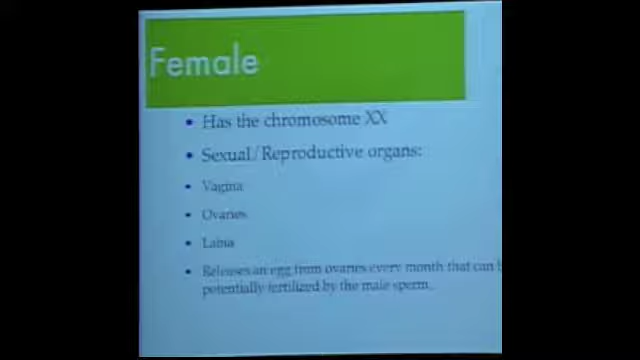 Female
• Has the chromosome XX
• Sexual/Reproductive organs:
• Vagina
• Ovaries
• Labia
• Releases an egg from ovaries every month that can
potentially fertilized by the male sperm.